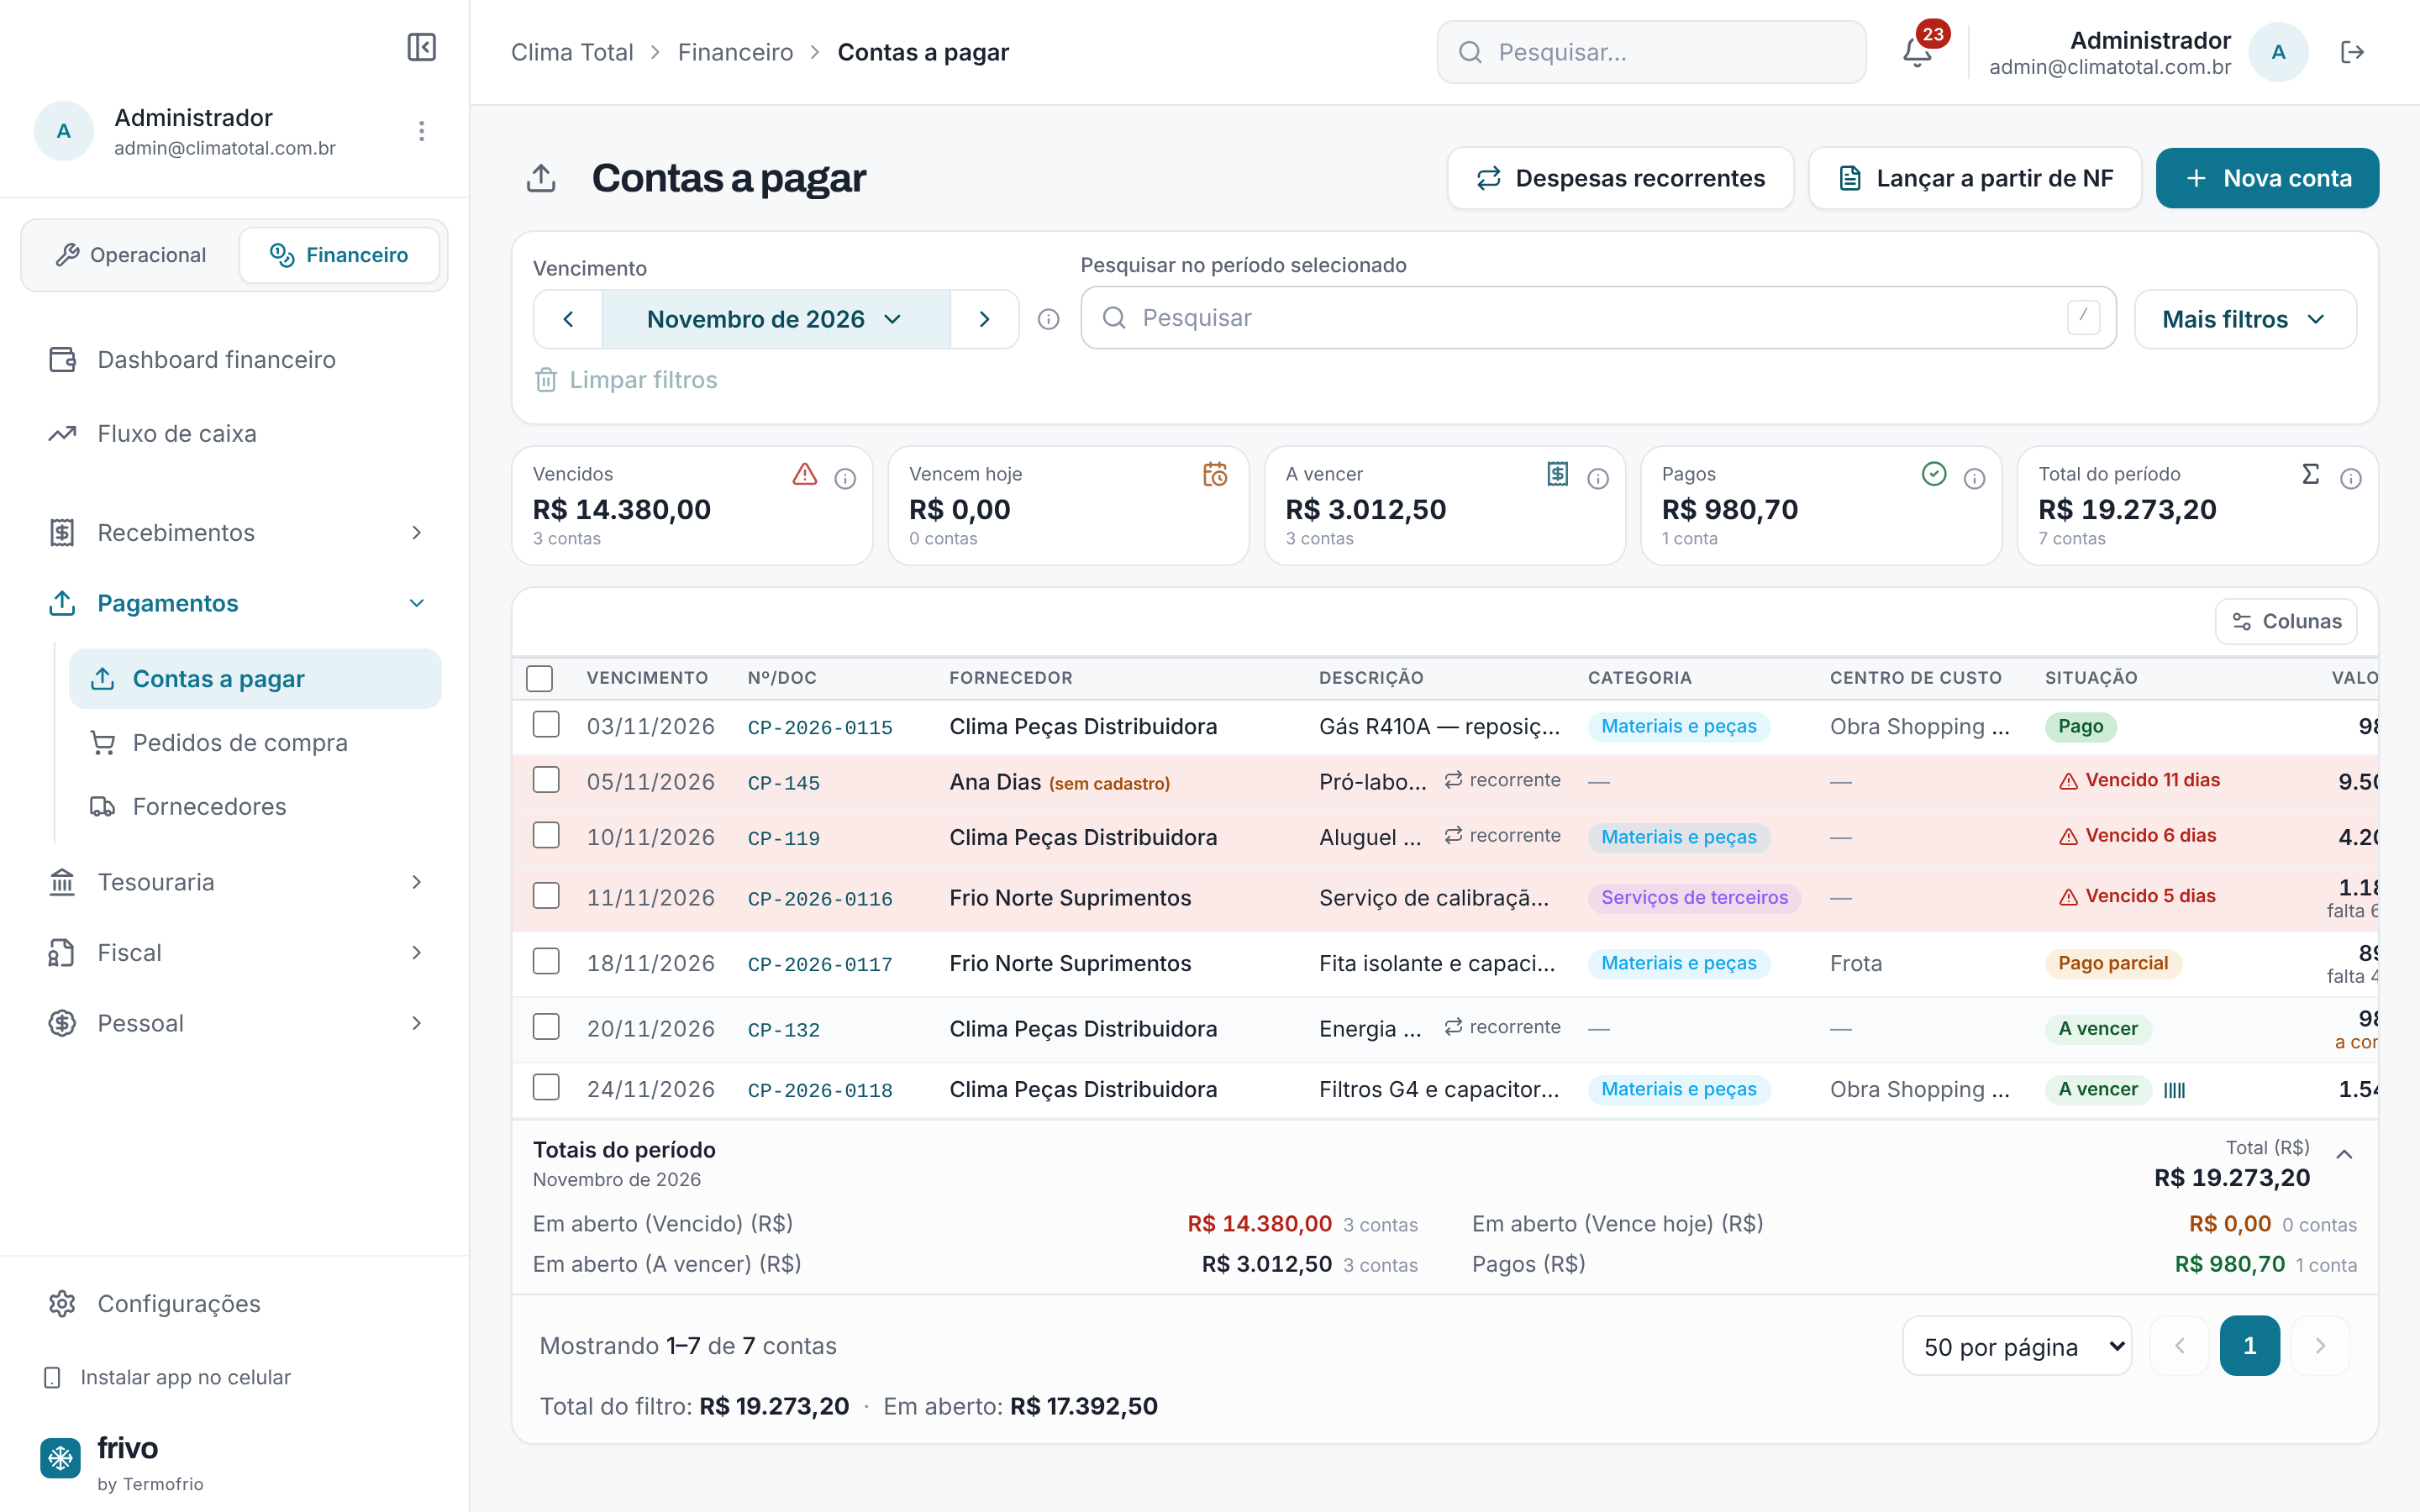 Clima Total > Financeiro > Contas a pagar
Pesquisar...
23
Administrador
admin@climatotal.com.br
A
A
Administrador
admin@climatotal.com.br
Operacional
Financeiro
Dashboard financeiro
Fluxo de caixa
Recebimentos
Pagamentos
Contas a pagar
Pedidos de compra
Fornecedores
Tesouraria
Fiscal
Pessoal
Configurações
Instalar app no celular
frivo
by Termofrio
Contas a pagar
Despesas recorrentes
Lançar a partir de NF
+ Nova conta
Vencimento
Novembro de 2026
Pesquisar no período selecionado
Pesquisar
/
Mais filtros
Limpar filtros
Vencidos
R$ 14.380,00
3 contas
Vencem hoje
R$ 0,00
0 contas
A vencer
R$ 3.012,50
3 contas
Pagos
R$ 980,70
1 conta
Total do período
Σ
R$ 19.273,20
7 contas
Colunas
VENCIMENTO Nº/DOC FORNECEDOR DESCRIÇÃO CATEGORIA CENTRO DE CUSTO SITUAÇÃO
03/11/2026 CP-2026-0115 Clima Peças Distribuidora Gás R410A — reposiç... Materiais e peças Obra Shopping ... Pago
05/11/2026 CP-145 Ana Dias (sem cadastro) Pró-labo... recorrente — — Vencido 11 dias
10/11/2026 CP-119 Clima Peças Distribuidora Aluguel ... recorrente Materiais e peças — Vencido 6 dias
11/11/2026 CP-2026-0116 Frio Norte Suprimentos Serviço de calibraçã... Serviços de terceiros — Vencido 5 dias
falta
18/11/2026 CP-2026-0117 Frio Norte Suprimentos Fita isolante e capaci... Materiais e peças Frota Pago parcial
falta
20/11/2026 CP-132 Clima Peças Distribuidora Energia ... recorrente — — A vencer
a
24/11/2026 CP-2026-0118 Clima Peças Distribuidora Filtros G4 e capacitor... Materiais e peças Obra Shopping ... A vencer
Totais do período
Novembro de 2026
Total (R$)
R$ 19.273,20
Em aberto (Vencido) (R$) R$ 14.380,00 3 contas
Em aberto (Vence hoje) (R$) R$ 0,00 0 contas
Em aberto (A vencer) (R$) R$ 3.012,50 3 contas
Pagos (R$) R$ 980,70 1 conta
Mostrando 1–7 de 7 contas
50 por página
1
Total do filtro: R$ 19.273,20 · Em aberto: R$ 17.392,50